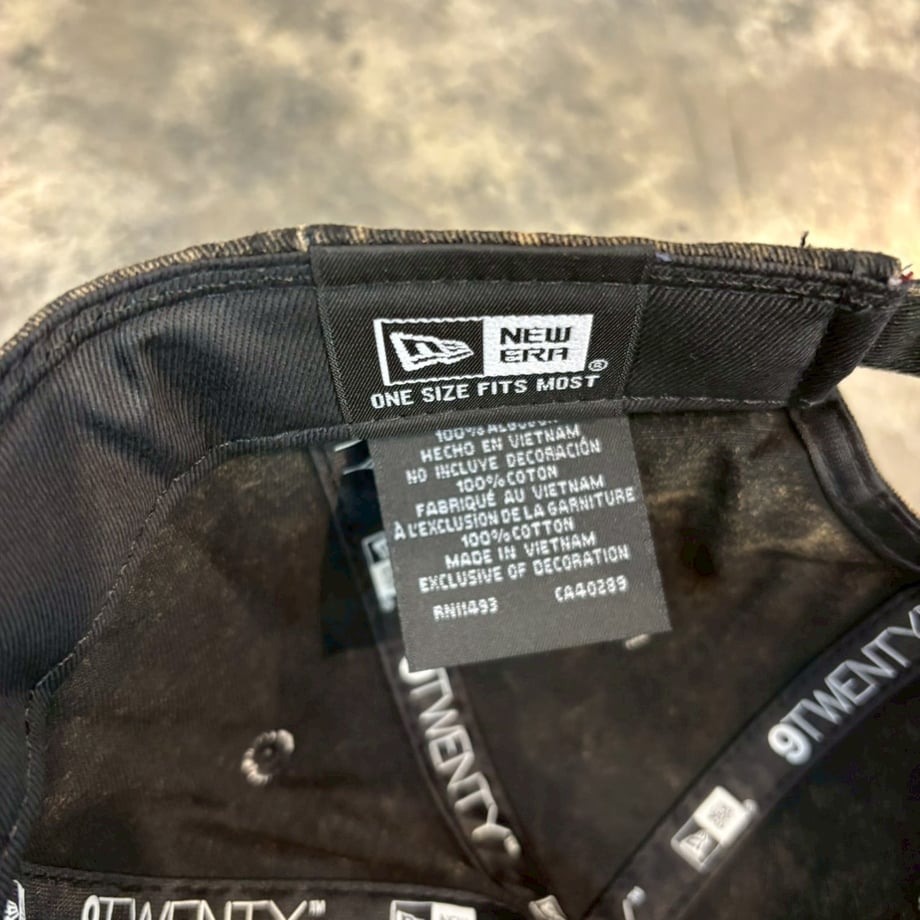 NEW
ERA®
ONE SIZE FITS MOST
HECHO EN VIETNAM
NO INCLUYE DECORACIÓN
100% COTON
FABRIQUÉ AU VIETNAM
À L'EXCLUSION DE LA GARNITURE
100% COTTON
MADE IN VIETNAM
EXCLUSIVE OF DECORATION
RN11493 CA40289
9TWENTY
9TWENTY
9TWENTY™